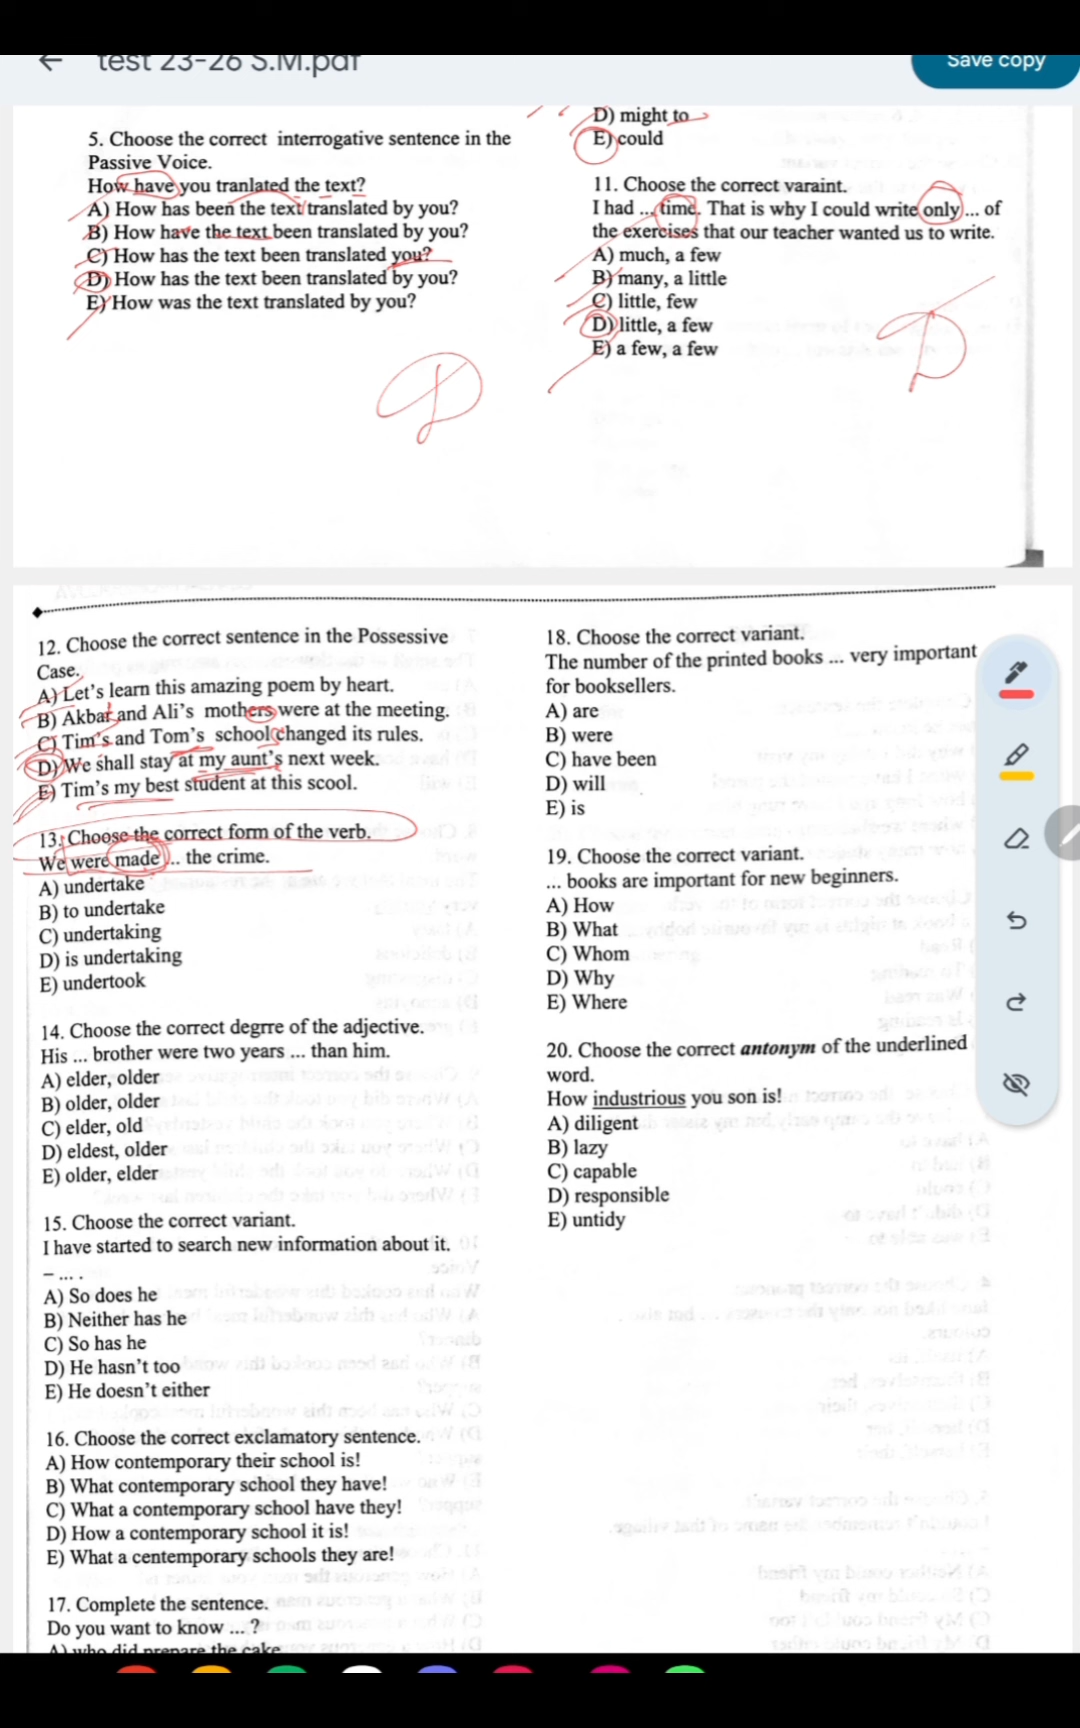 test 23-26 S.M.pdf
Save copy
5. Choose the correct interrogative sentence in the
Passive Voice.
How have you tranlated the text?
A) How has been the text translated by you?
B) How have the text been translated by you?
C) How has the text been translated you?
D) How has the text been translated by you?
E) How was the text translated by you?
D) might to
E) could
11. Choose the correct varaint.
I had ... time. That is why I could write only ... of
the exercises that our teacher wanted us to write.
A) much, a few
B) many, a little
C) little, few
D) little, a few
E) a few, a few
D
12. Choose the correct sentence in the Possessive
Case.
A) Let's learn this amazing poem by heart.
B) Akbar and Ali's mothers were at the meeting.
C) Tim's and Tom's school changed its rules.
D) We shall stay at my aunt's next week.
E) Tim's my best student at this scool.
13. Choose the correct form of the verb.
We were made ... the crime.
A) undertake
B) to undertake
C) undertaking
D) is undertaking
E) undertook
14. Choose the correct degrre of the adjective.
His ... brother were two years ... than him.
A) elder, older
B) older, older
C) elder, old
D) eldest, older
E) older, elder
15. Choose the correct variant.
I have started to search new information about it.
– ... .
A) So does he
B) Neither has he
C) So has he
D) He hasn't too
E) He doesn't either
16. Choose the correct exclamatory sentence.
A) How contemporary their school is!
B) What contemporary school they have!
C) What a contemporary school have they!
D) How a contemporary school it is!
E) What a centemporary schools they are!
17. Complete the sentence.
Do you want to know ... ?
A) who did prepare the cake
18. Choose the correct variant.
The number of the printed books ... very important
for booksellers.
A) are
B) were
C) have been
D) will
E) is
19. Choose the correct variant.
... books are important for new beginners.
A) How
B) What
C) Whom
D) Why
E) Where
20. Choose the correct antonym of the underlined
word.
How industrious you son is!
A) diligent
B) lazy
C) capable
D) responsible
E) untidy